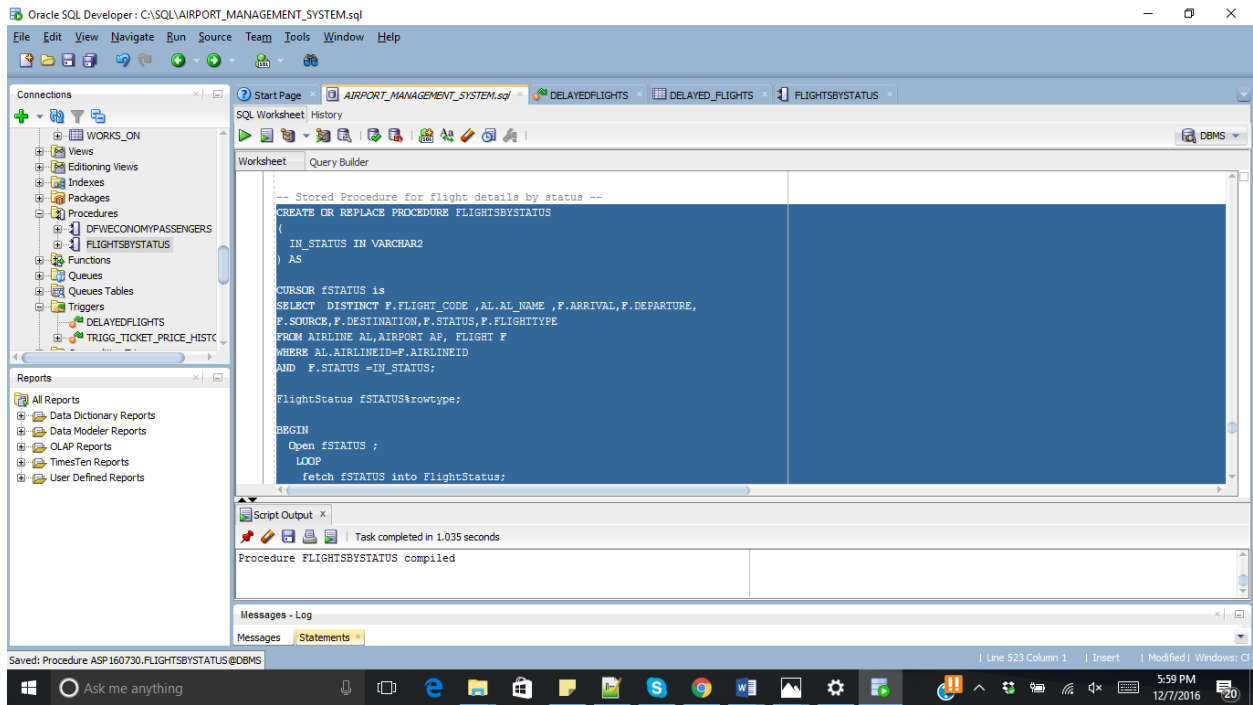 Oracle SQL Developer : C:\SQL\AIRPORT_MANAGEMENT_SYSTEM.sql
File Edit View Navigate Run Source Team Tools Window Help
Connections
WORKS_ON
Views
Editioning Views
Indexes
Packages
Procedures
DFWECONOMYPASSENGERS
FLIGHTSBYSTATUS
Functions
Queues
Queues Tables
Triggers
DELAYEDFLIGHTS
TRIGG_TICKET_PRICE_HISTC
Reports
All Reports
Data Dictionary Reports
Data Modeler Reports
OLAP Reports
TimesTen Reports
User Defined Reports
Start Page AIRPORT_MANAGEMENT_SYSTEM.sql DELAYEDFLIGHTS DELAYED_FLIGHTS FLIGHTSBYSTATUS
SQL Worksheet History
DBMS
Worksheet Query Builder
-- Stored Procedure for flight details by status --
CREATE OR REPLACE PROCEDURE FLIGHTSBYSTATUS
(
IN_STATUS IN VARCHAR2
) AS
CURSOR fSTATUS is
SELECT DISTINCT F.FLIGHT_CODE ,AL.AL_NAME ,F.ARRIVAL,F.DEPARTURE,
F.SOURCE,F.DESTINATION,F.STATUS,F.FLIGHTTYPE
FROM AIRLINE AL,AIRPORT AP, FLIGHT F
WHERE AL.AIRLINEID=F.AIRLINEID
AND F.STATUS =IN_STATUS;
FlightStatus fSTATUS%rowtype;
BEGIN
Open fSTATUS ;
LOOP
fetch fSTATUS into FlightStatus;
Script Output x
Task completed in 1.035 seconds
Procedure FLIGHTSBYSTATUS compiled
Messages - Log
Messages Statements
Saved: Procedure ASP160730.FLIGHTSBYSTATUS@DBMS
| Line 523 Column 1 | Insert | Modified | Windows: CF
Ask me anything
5:59 PM
12/7/2016
20